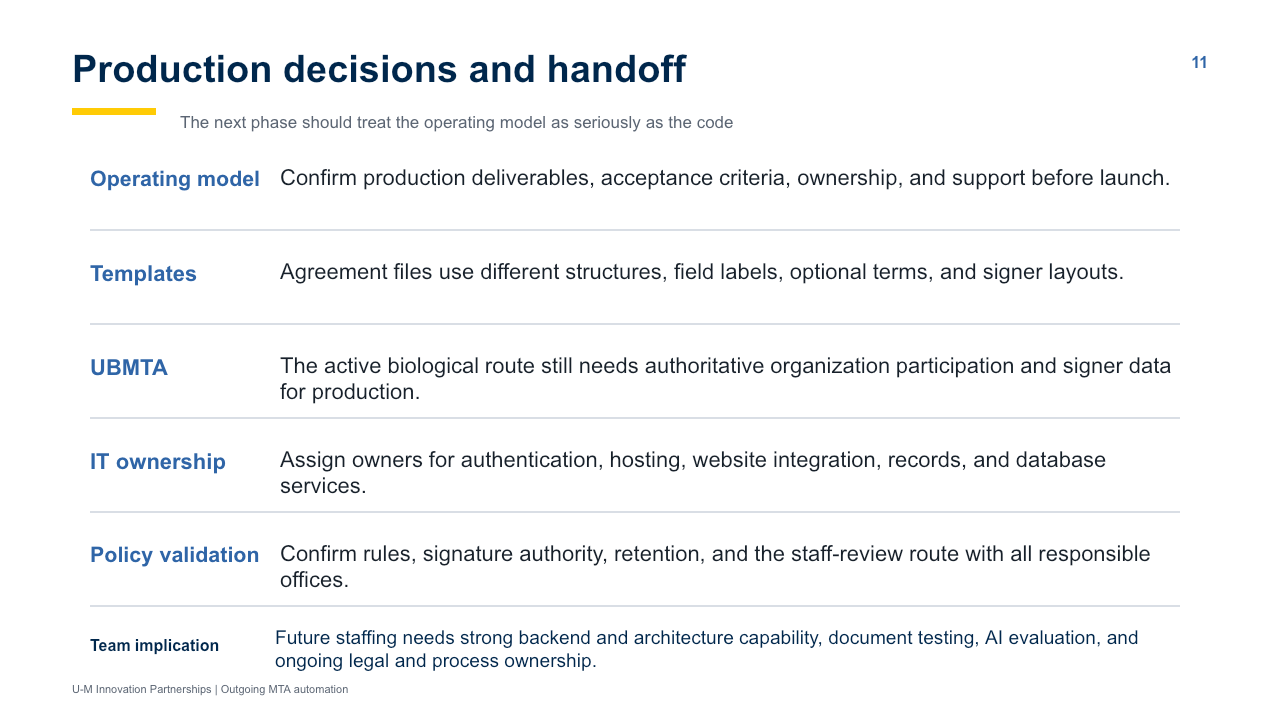 Production decisions and handoff
11
The next phase should treat the operating model as seriously as the code
Operating model
Confirm production deliverables, acceptance criteria, ownership, and support before launch.
Templates
Agreement files use different structures, field labels, optional terms, and signer layouts.
UBMTA
The active biological route still needs authoritative organization participation and signer data
for production.
IT ownership
Assign owners for authentication, hosting, website integration, records, and database
services.
Policy validation
Confirm rules, signature authority, retention, and the staff-review route with all responsible
offices.
Team implication
Future staffing needs strong backend and architecture capability, document testing, AI evaluation, and
ongoing legal and process ownership.
U-M Innovation Partnerships | Outgoing MTA automation